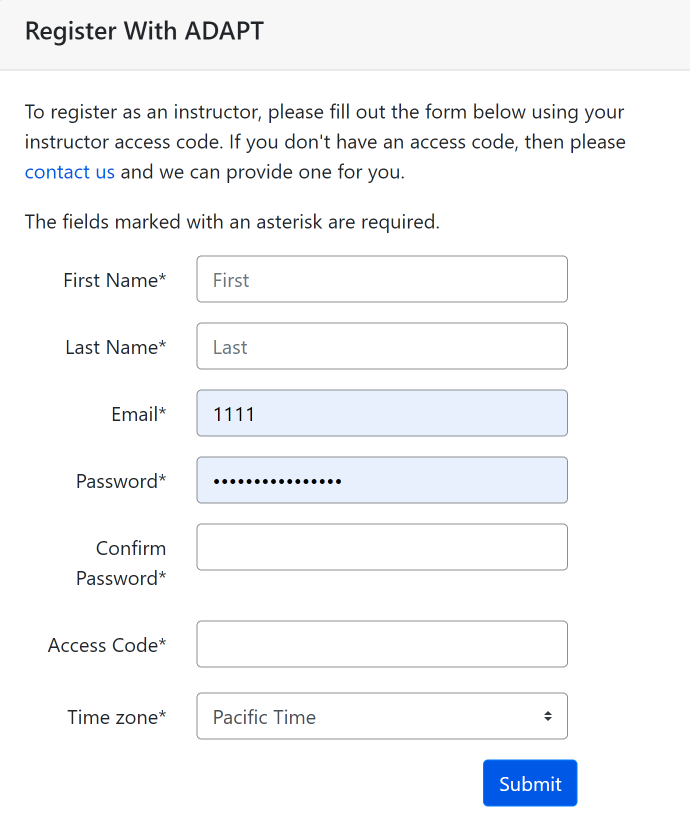 Register With ADAPT
To register as an instructor, please fill out the form below using your
instructor access code. If you don't have an access code, then please
contact us and we can provide one for you.
The fields marked with an asterisk are required.
First Name* First
Last Name* Last
Email* 1111
Password* ••••••••••••••••
Confirm
Password*
Access Code*
Time zone* Pacific Time
Submit